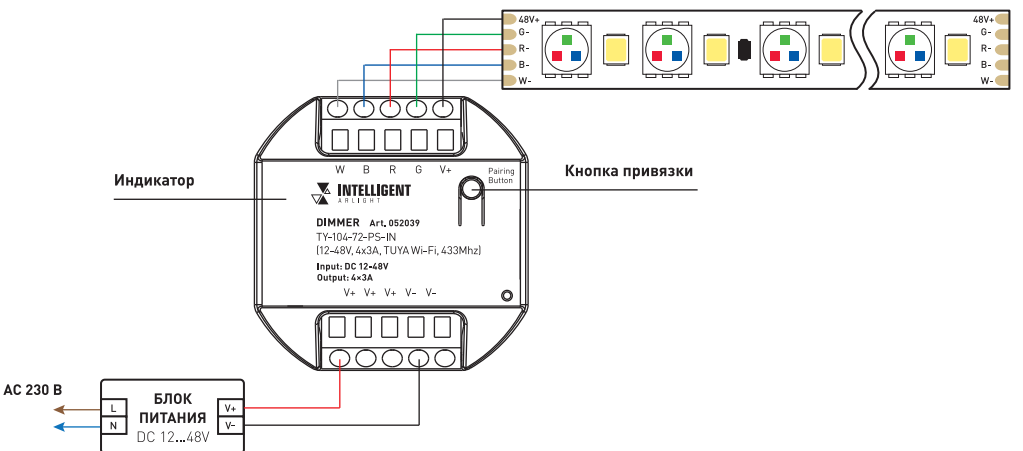 48V+
G-
R-
B-
W-
48V+
G-
R-
B-
W-
W B R G V+
Pairing
Button
Индикатор
Кнопка привязки
INTELLIGENT
ARLIGHT
DIMMER Art. 052039
TY-104-72-PS-IN
(12-48V, 4x3A, TUYA Wi-Fi, 433Mhz)
Input: DC 12-48V
Output: 4×3A
V+ V+ V+ V- V-
AC 230 В
L
N
БЛОК
ПИТАНИЯ
DC 12...48V
V+
V-